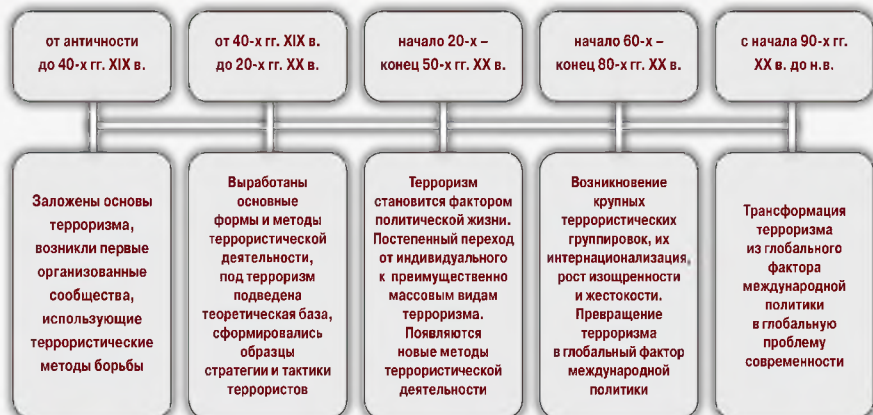 от античности
до 40-х гг. XIX в.
от 40-х гг. XIX в.
до 20-х гг. XX в.
начало 20-х –
конец 50-х гг. XX в.
начало 60-х –
конец 80-х гг. XX в.
с начала 90-х гг.
XX в. до н.в.
Заложены основы
терроризма,
возникли первые
организованные
сообщества,
использующие
террористические
методы борьбы
Выработаны
основные
формы и методы
террористической
деятельности,
под терроризм
подведена
теоретическая база,
сформировались
образцы
стратегии и тактики
террористов
Терроризм
становится фактором
политической жизни.
Постепенный переход
от индивидуального
к преимущественно
массовым видам
терроризма.
Появляются
новые методы
террористической
деятельности
Возникновение
крупных
террористических
группировок, их
интернационализация,
рост изощренности
и жестокости.
Превращение
терроризма
в глобальный фактор
международной
политики
Трансформация
терроризма
из глобального
фактора
международной
политики
в глобальную
проблему
современности